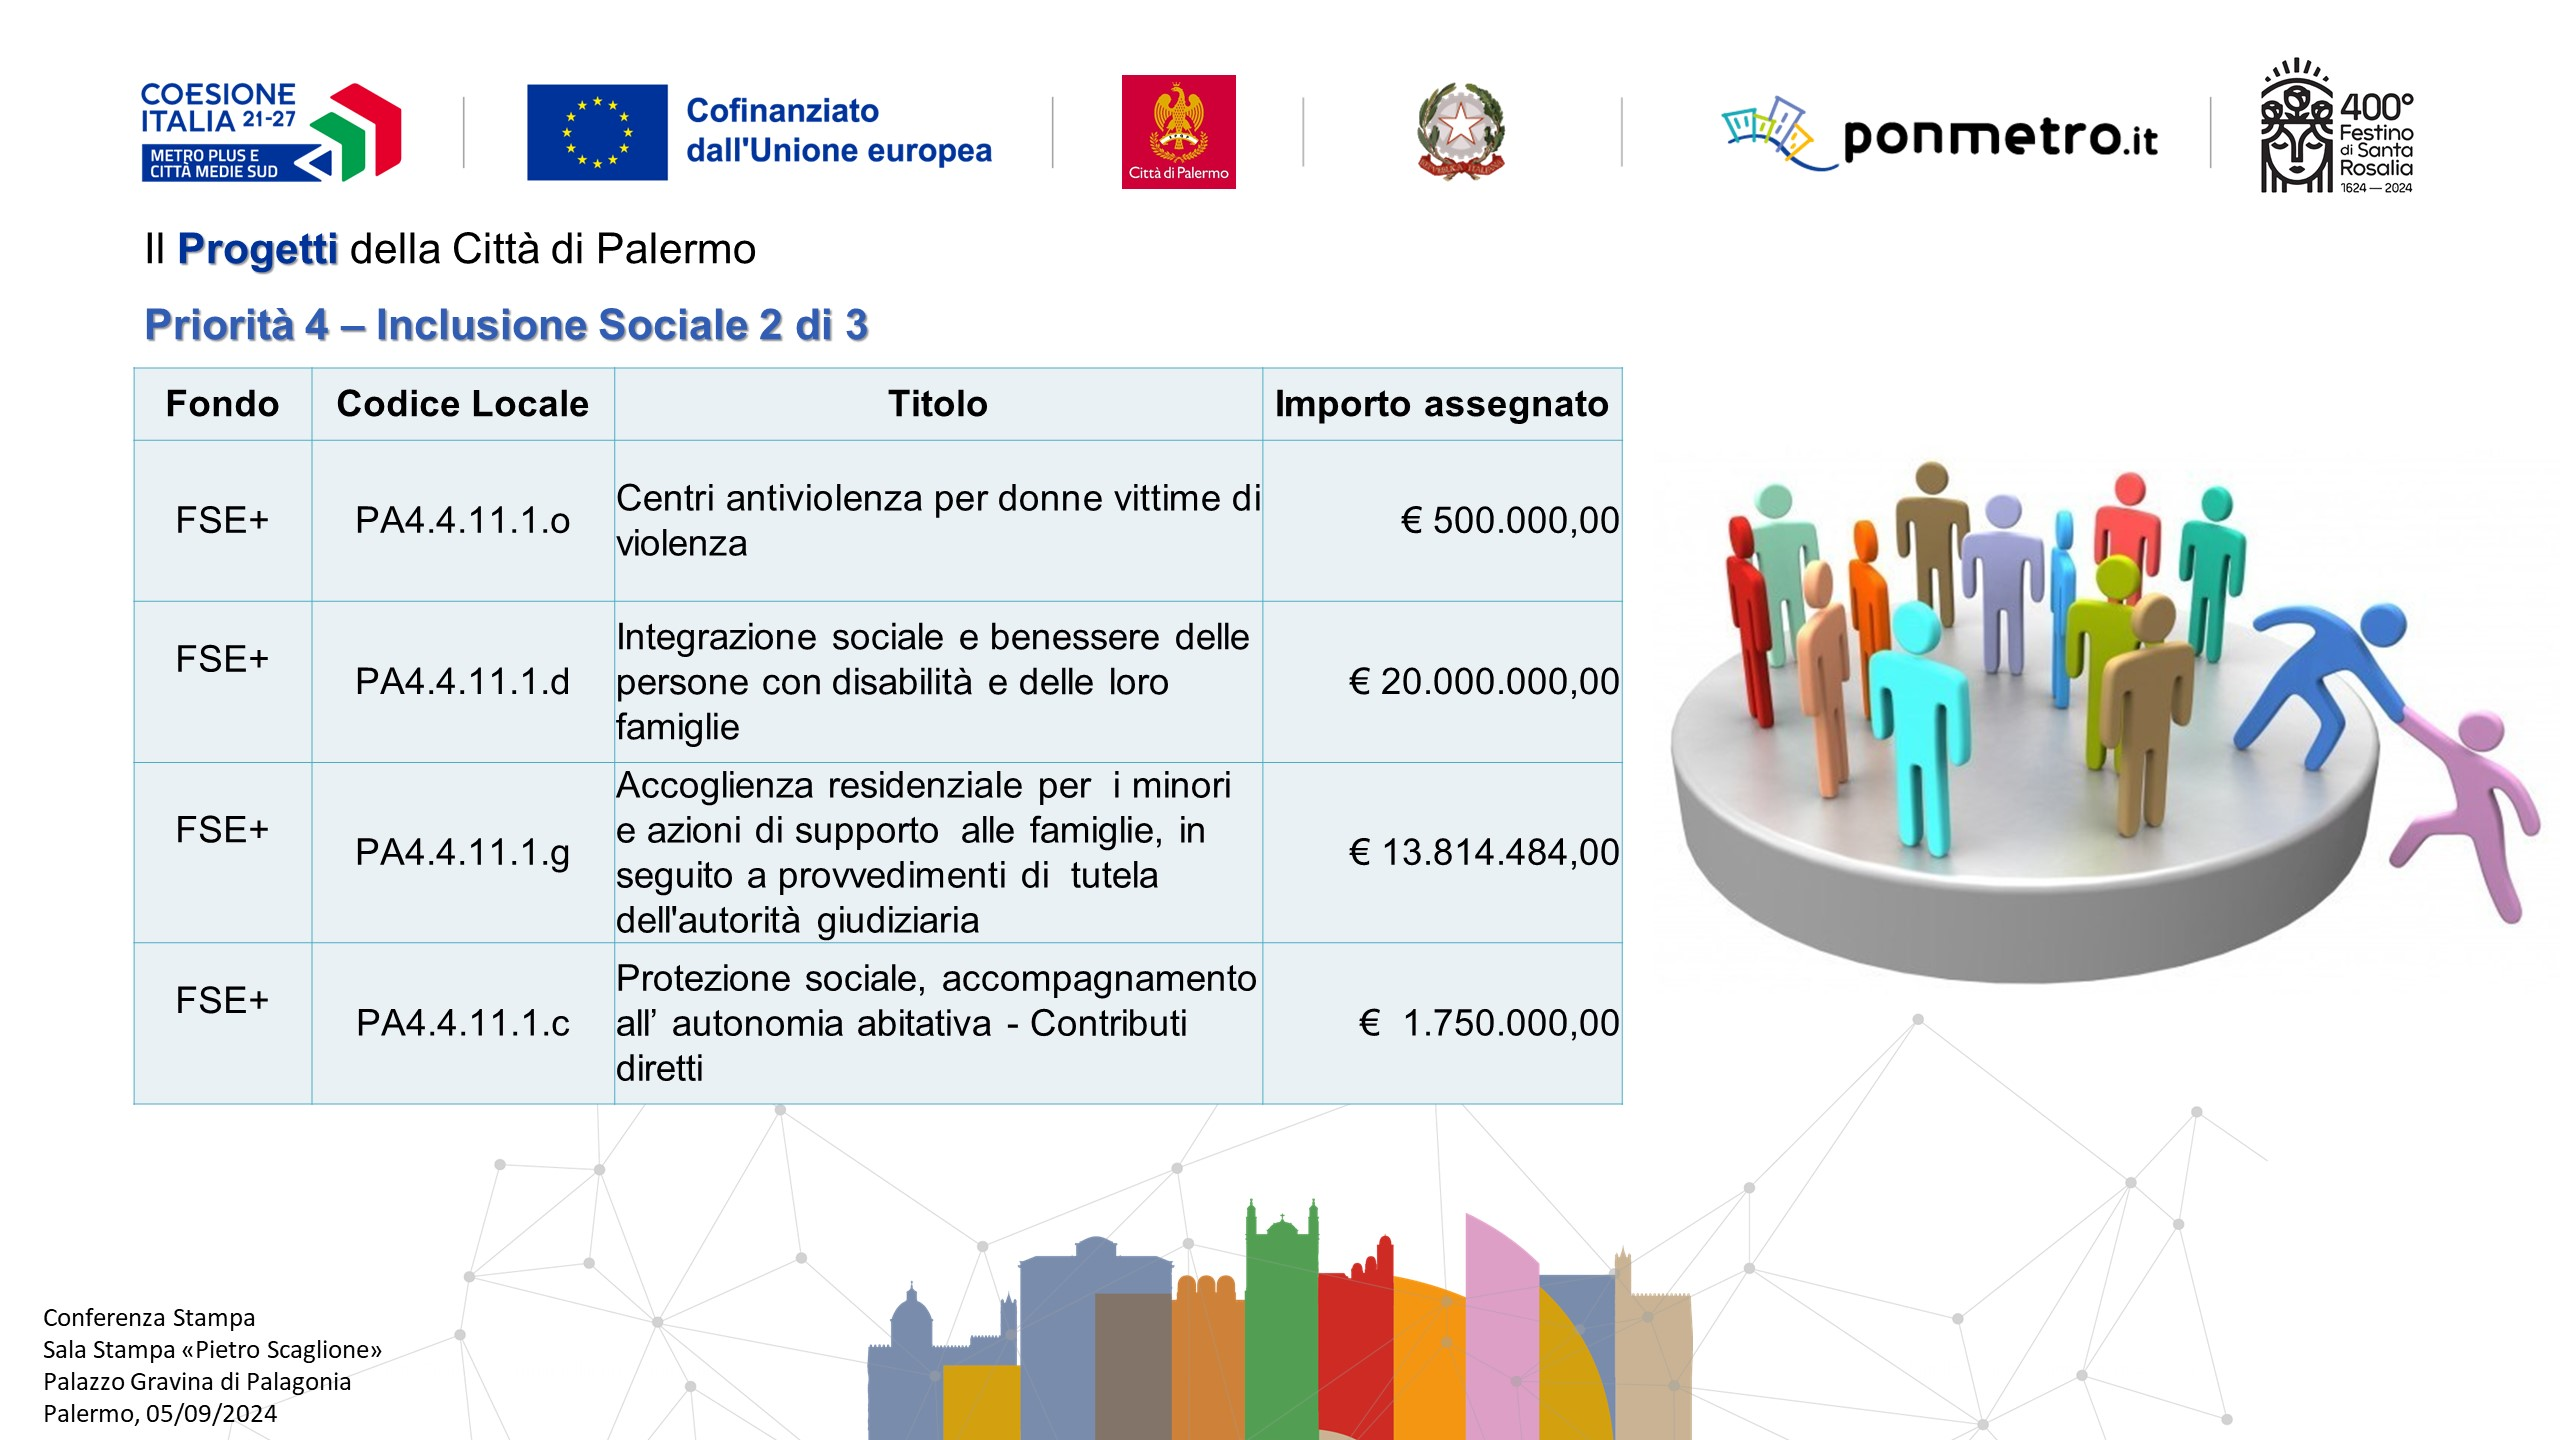 COESIONE
ITALIA 21-27
METRO PLUS E
CITTÀ MEDIE SUD
Cofinanziato
dall'Unione europea
Città di Palermo
ponmetro.it
400°
Festino
di Santa
Rosalia
1624 — 2024
II Progetti della Città di Palermo
Priorità 4 – Inclusione Sociale 2 di 3
Fondo Codice Locale Titolo Importo assegnato
FSE+ PA4.4.11.1.o Centri antiviolenza per donne vittime di
violenza € 500.000,00
FSE+ PA4.4.11.1.d Integrazione sociale e benessere delle
persone con disabilità e delle loro
famiglie € 20.000.000,00
FSE+ PA4.4.11.1.g Accoglienza residenziale per i minori
e azioni di supporto alle famiglie, in
seguito a provvedimenti di tutela
dell'autorità giudiziaria € 13.814.484,00
FSE+ PA4.4.11.1.c Protezione sociale, accompagnamento
all’ autonomia abitativa - Contributi
diretti € 1.750.000,00
Conferenza Stampa
Sala Stampa «Pietro Scaglione»
Palazzo Gravina di Palagonia
Palermo, 05/09/2024